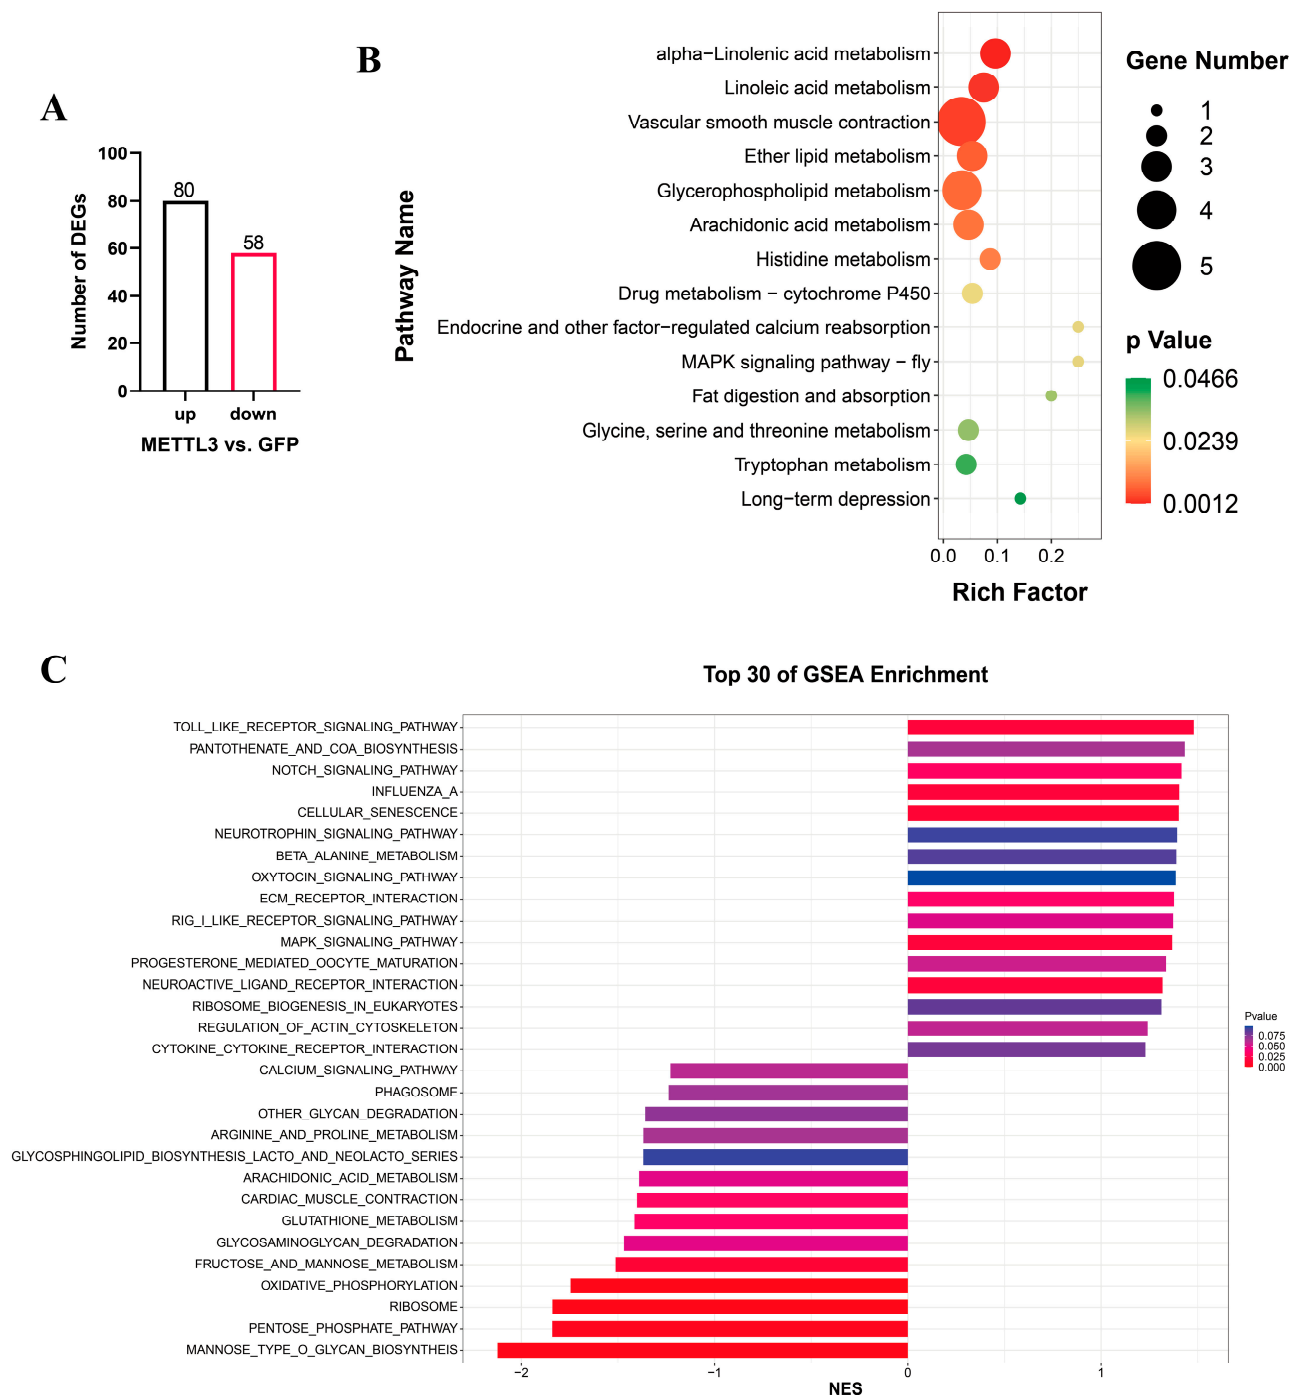 A
100
80
60
40
20
0
Number of DEGs
80
58
up
down
METTL3 vs. GFP
B
Pathway Name
alpha−Linolenic acid metabolism
Linoleic acid metabolism
Vascular smooth muscle contraction
Ether lipid metabolism
Glycerophospholipid metabolism
Arachidonic acid metabolism
Histidine metabolism
Drug metabolism − cytochrome P450
Endocrine and other factor−regulated calcium reabsorption
MAPK signaling pathway − fly
Fat digestion and absorption
Glycine, serine and threonine metabolism
Tryptophan metabolism
Long−term depression
0.0 0.1 0.2
Rich Factor
Gene Number
1
2
3
4
5
p Value
0.0466
0.0239
0.0012
C
Top 30 of GSEA Enrichment
TOLL_LIKE_RECEPTOR_SIGNALING_PATHWAY
PANTOTHENATE_AND_COA_BIOSYNTHESIS
NOTCH_SIGNALING_PATHWAY
INFLUENZA_A
CELLULAR_SENESCENCE
NEUROTROPHIN_SIGNALING_PATHWAY
BETA_ALANINE_METABOLISM
OXYTOCIN_SIGNALING_PATHWAY
ECM_RECEPTOR_INTERACTION
RIG_I_LIKE_RECEPTOR_SIGNALING_PATHWAY
MAPK_SIGNALING_PATHWAY
PROGESTERONE_MEDIATED_OOCYTE_MATURATION
NEUROACTIVE_LIGAND_RECEPTOR_INTERACTION
RIBOSOME_BIOGENESIS_IN_EUKARYOTES
REGULATION_OF_ACTIN_CYTOSKELETON
CYTOKINE_CYTOKINE_RECEPTOR_INTERACTION
CALCIUM_SIGNALING_PATHWAY
PHAGOSOME
OTHER_GLYCAN_DEGRADATION
ARGININE_AND_PROLINE_METABOLISM
GLYCOSPHINGOLIPID_BIOSYNTHESIS_LACTO_AND_NEOLACTO_SERIES
ARACHIDONIC_ACID_METABOLISM
CARDIAC_MUSCLE_CONTRACTION
GLUTATHIONE_METABOLISM
GLYCOSAMINOGLYCAN_DEGRADATION
FRUCTOSE_AND_MANNOSE_METABOLISM
OXIDATIVE_PHOSPHORYLATION
RIBOSOME
PENTOSE_PHOSPHATE_PATHWAY
MANNOSE_TYPE_O_GLYCAN_BIOSYNTHEIS
−2 −1 0 1
NES
Pvalue
0.075
0.050
0.025
0.000